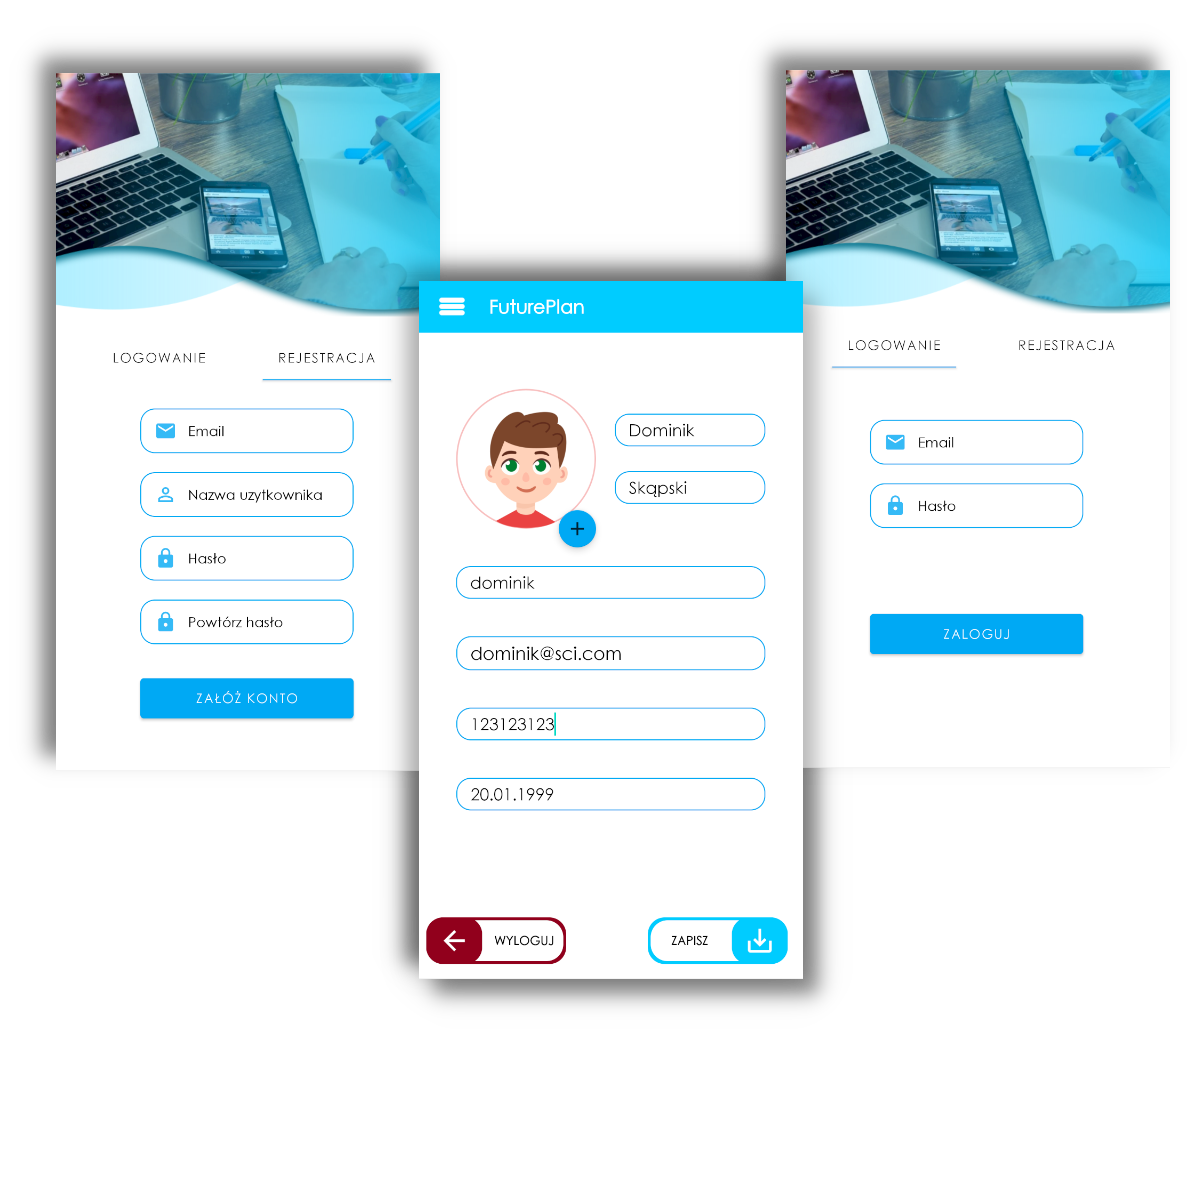 LOGOWANIE REJESTRACJA
Email
Nazwa uzytkownika
Hasło
Powtórz hasło
ZAŁÓŻ KONTO
FuturePlan
Dominik
Skąpski
dominik
dominik@sci.com
123123123
20.01.1999
WYLOGUJ ZAPISZ
LOGOWANIE REJESTRACJA
Email
Hasło
ZALOGUJ